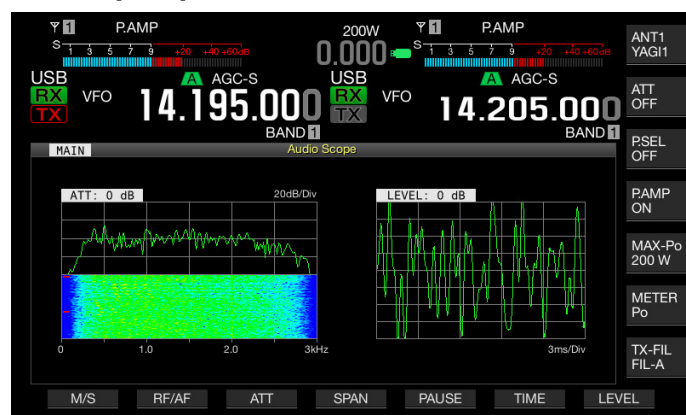 1 P.AMP 200W 1 P.AMP
S 1 3 5 7 9 +20 +40 +60dB 0.000 S 1 3 5 7 9 +20 +40 +60dB
USB A AGC-S USB A AGC-S
RX VFO 14.195.000 RX VFO 14.205.000
TX TX
BAND 1 BAND 1
MAIN Audio Scope
ATT: 0 dB 20dB/Div LEVEL: 0 dB
0 1.0 2.0 3kHz 3ms/Div
M/S RF/AF ATT SPAN PAUSE TIME LEVEL
ANT1
YAGI1
ATT
OFF
P.SEL
OFF
P.AMP
ON
MAX-Po
200 W
METER
Po
TX-FIL
FIL-A